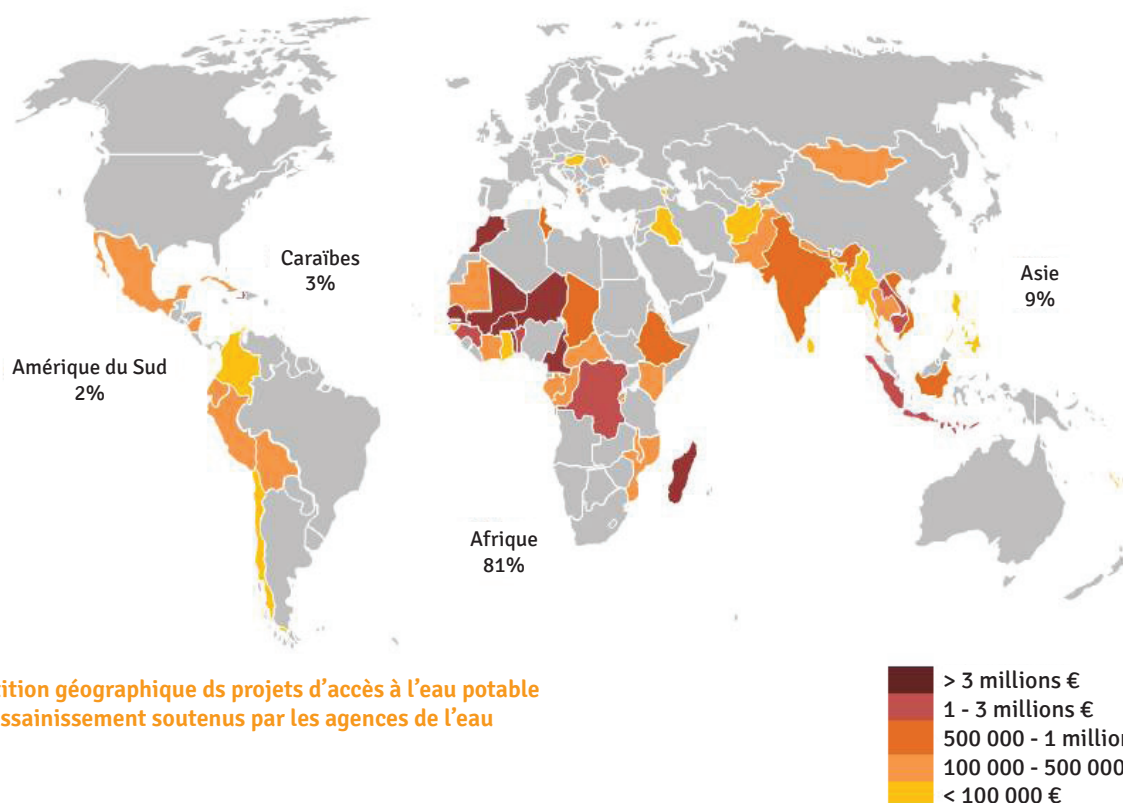 Caraïbes
3%
Asie
9%
Amérique du Sud
2%
Afrique
81%
ition géographique ds projets d'accès à l'eau potable
ssainissement soutenus par les agences de l'eau
> 3 millions €
1 - 3 millions €
500 000 - 1 million
100 000 - 500 000
< 100 000 €